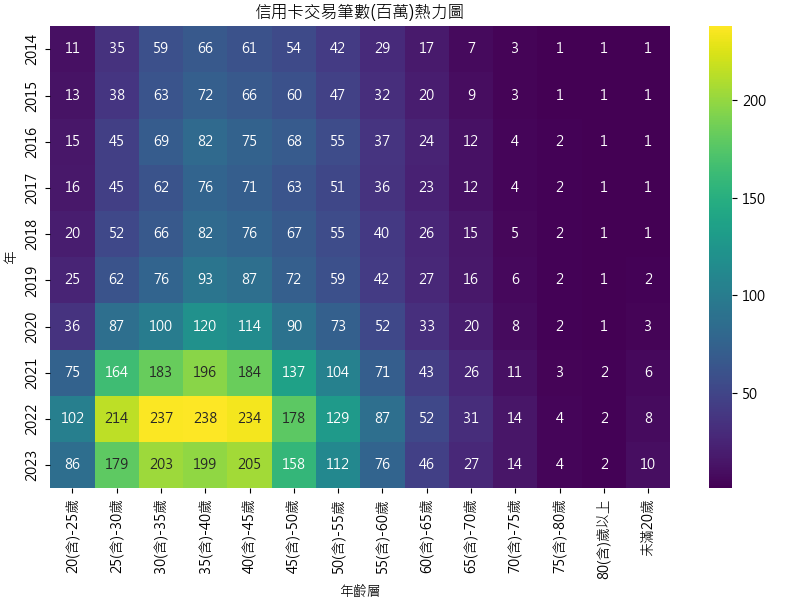 信用卡交易筆數(百萬)熱力圖
年
2014 11 35 59 66 61 54 42 29 17 7 3 1 1 1
2015 13 38 63 72 66 60 47 32 20 9 3 1 1 1
2016 15 45 69 82 75 68 55 37 24 12 4 2 1 1
2017 16 45 62 76 71 63 51 36 23 12 4 2 1 1
2018 20 52 66 82 76 67 55 40 26 15 5 2 1 1
2019 25 62 76 93 87 72 59 42 27 16 6 2 1 2
2020 36 87 100 120 114 90 73 52 33 20 8 2 1 3
2021 75 164 183 196 184 137 104 71 43 26 11 3 2 6
2022 102 214 237 238 234 178 129 87 52 31 14 4 2 8
2023 86 179 203 199 205 158 112 76 46 27 14 4 2 10
20(含)-25歲
25(含)-30歲
30(含)-35歲
35(含)-40歲
40(含)-45歲
45(含)-50歲
50(含)-55歲
55(含)-60歲
60(含)-65歲
65(含)-70歲
70(含)-75歲
75(含)-80歲
80(含)歲以上
未滿20歲
年齡層
200
150
100
50